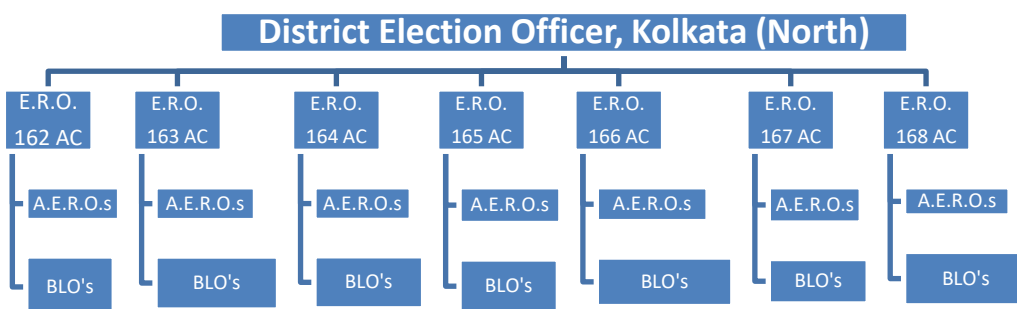 District Election Officer, Kolkata (North)
E.R.O.
162 AC
E.R.O.
163 AC
E.R.O.
164 AC
E.R.O.
165 AC
E.R.O.
166 AC
E.R.O.
167 AC
E.R.O.
168 AC
A.E.R.O.s
A.E.R.O.s
A.E.R.O.s
A.E.R.O.s
A.E.R.O.s
A.E.R.O.s
A.E.R.O.s
BLO's
BLO's
BLO's
BLO's
BLO's
BLO's
BLO's